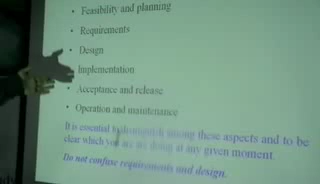 • Feasibility and planning
• Requirements
• Design
Implementation
• Acceptance and release
• Operation and maintenance
It is essential to distinguish among these aspects and to be
clear which you are doing at any given moment.
Do not confuse requirements and design.